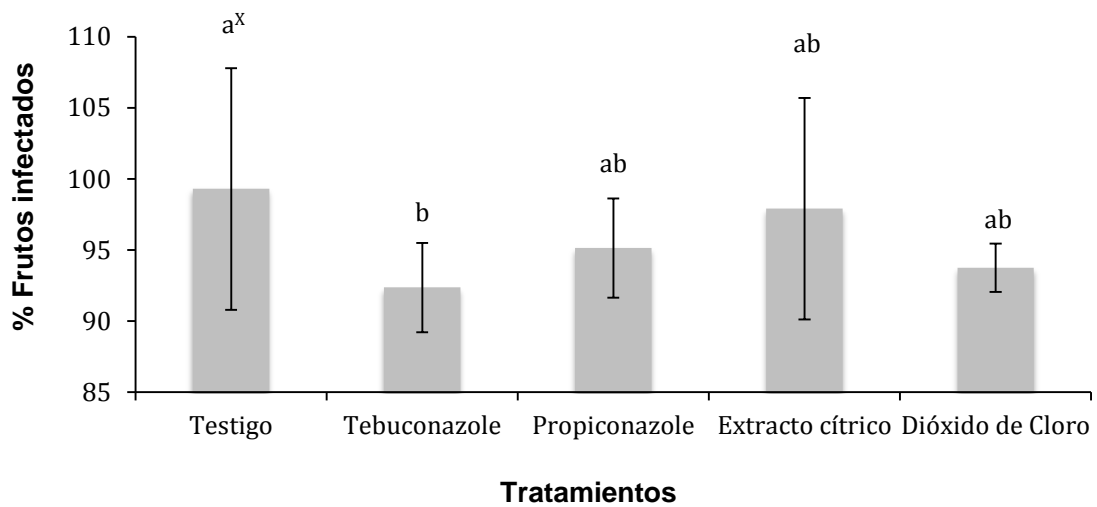 % Frutos infectados
110
105
100
95
90
85
aˣ
b
ab
ab
ab
Testigo
Tebuconazole
Propiconazole
Extracto cítrico
Dióxido de Cloro
Tratamientos